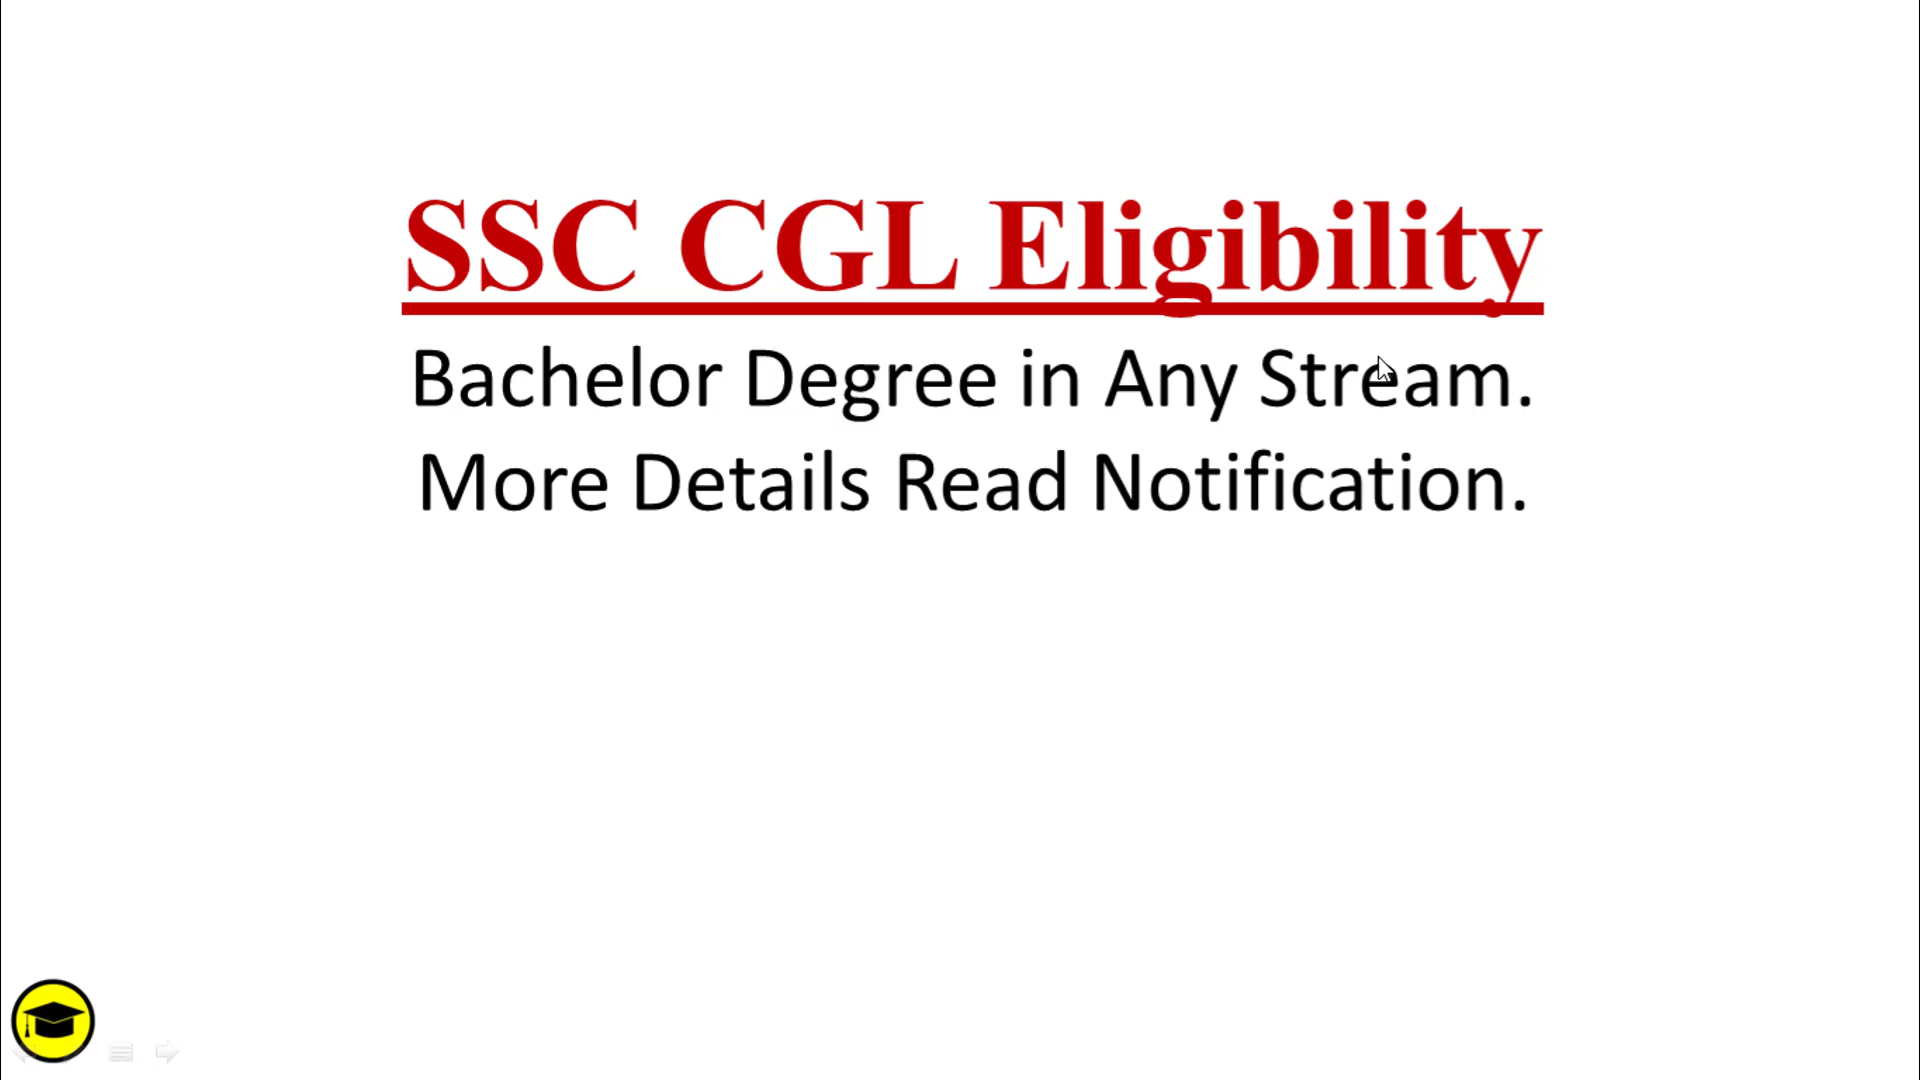 SSC CGL Eligibility
Bachelor Degree in Any Stream.
More Details Read Notification.